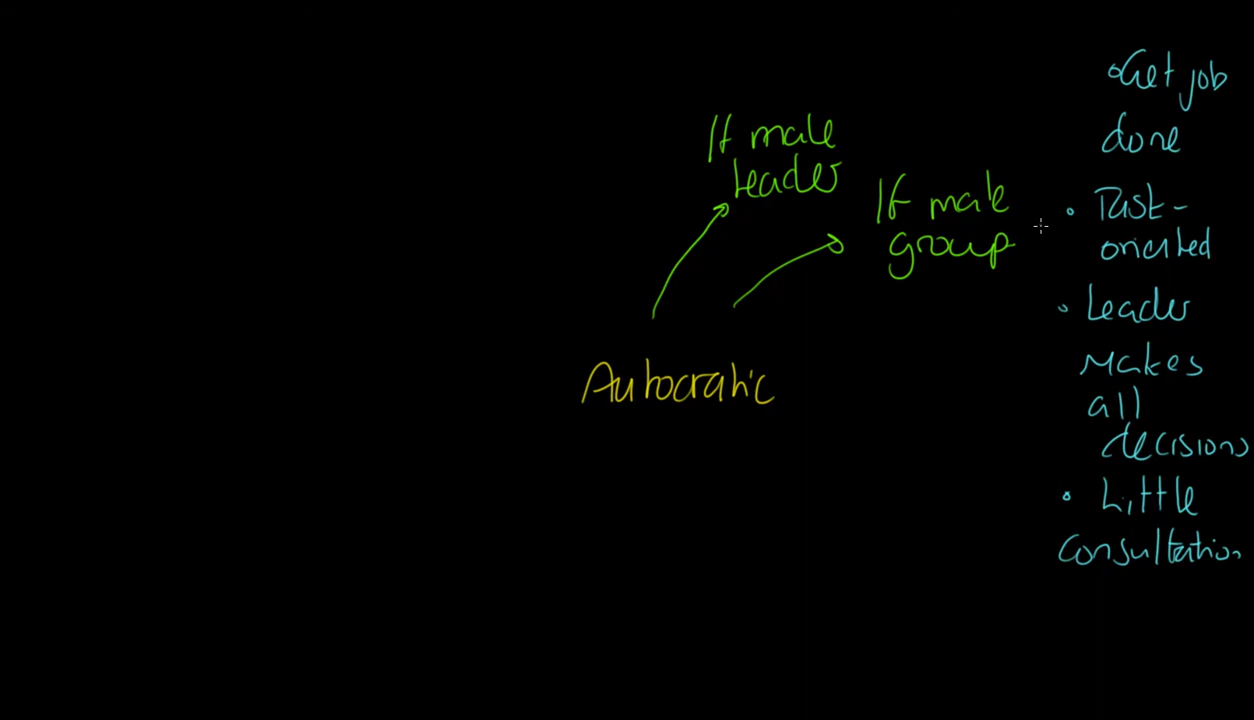 If male
leader
If male
group
Autocratic
• Get job
done
• Task-
oriented
• Leader
makes
all
decisions
• Little
consultation